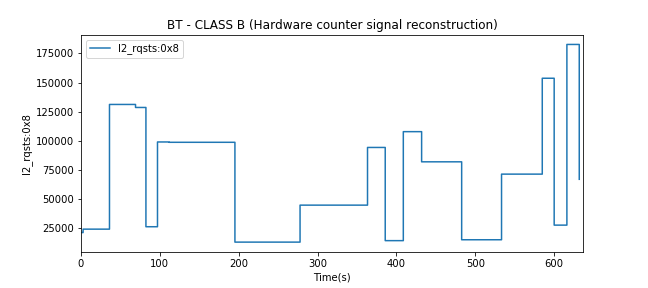 BT - CLASS B (Hardware counter signal reconstruction)
l2_rqsts:0x8
l2_rqsts:0x8
175000
150000
125000
100000
75000
50000
25000
0 100 200 300 400 500 600
Time(s)